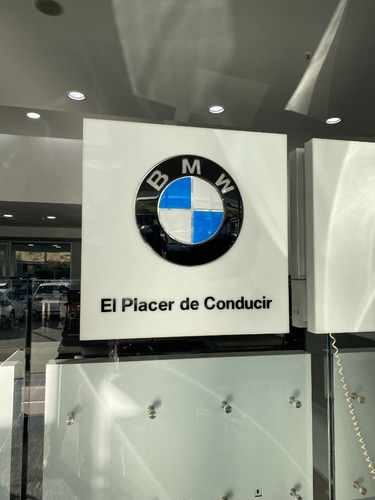 BMW
El Placer de Conducir